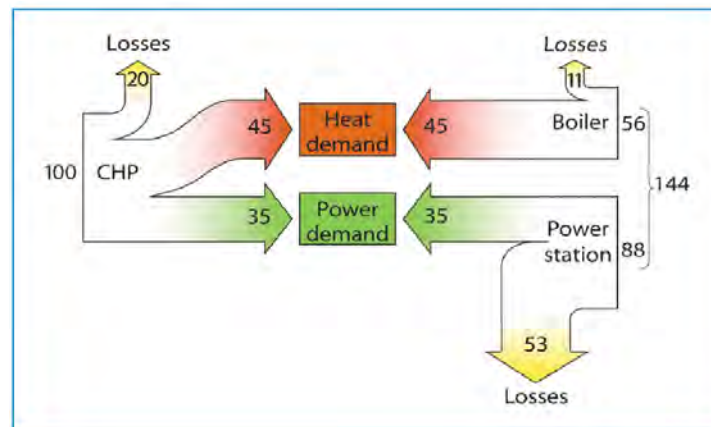 Losses
20
45
100
CHP
35
Heat
demand
Power
demand
Losses
11
45
Boiler
56
144
35
Power
station
88
53
Losses